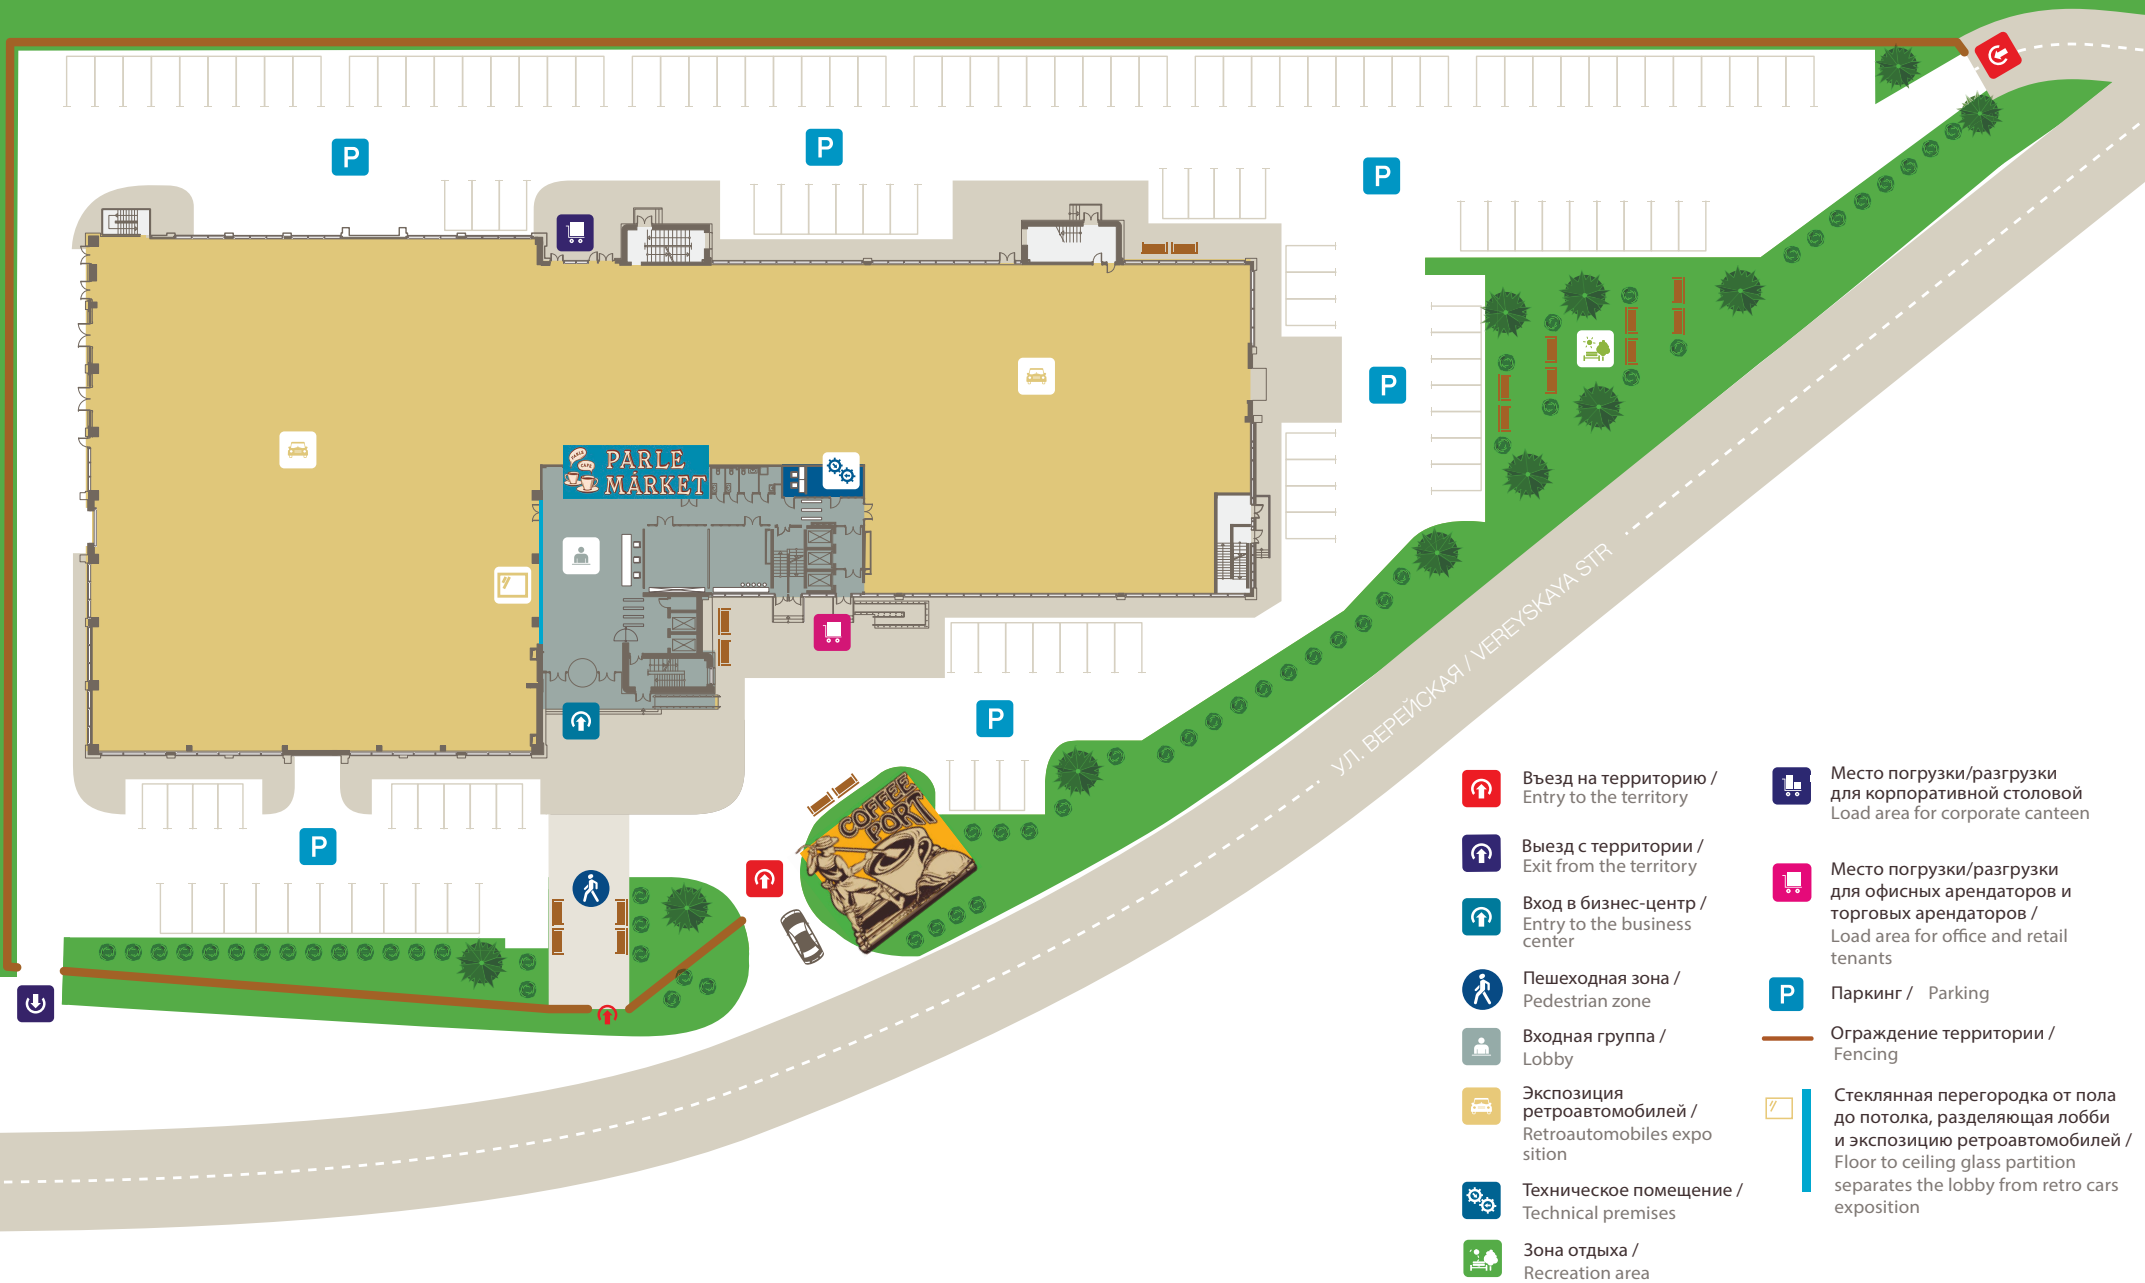 P
P
P
P
PARLE
CAFE
PARLE
MARKET
УЛ. ВЕРЕЙСКАЯ / VEREYSKAYA STR
P
COFFEE
PORT
P
Въезд на территорию /
Entry to the territory
Выезд с территории /
Exit from the territory
Вход в бизнес-центр /
Entry to the business
center
Пешеходная зона /
Pedestrian zone
Входная группа /
Lobby
Экспозиция
ретроавтомобилей /
Retroautomobiles expo
sition
Техническое помещение /
Technical premises
Зона отдыха /
Recreation area
Место погрузки/разгрузки
для корпоративной столовой
Load area for corporate canteen
Место погрузки/разгрузки
для офисных арендаторов и
торговых арендаторов /
Load area for office and retail
tenants
P Паркинг / Parking
Ограждение территории /
Fencing
Стеклянная перегородка от пола
до потолка, разделяющая лобби
и экспозицию ретроавтомобилей /
Floor to ceiling glass partition
separates the lobby from retro cars
exposition